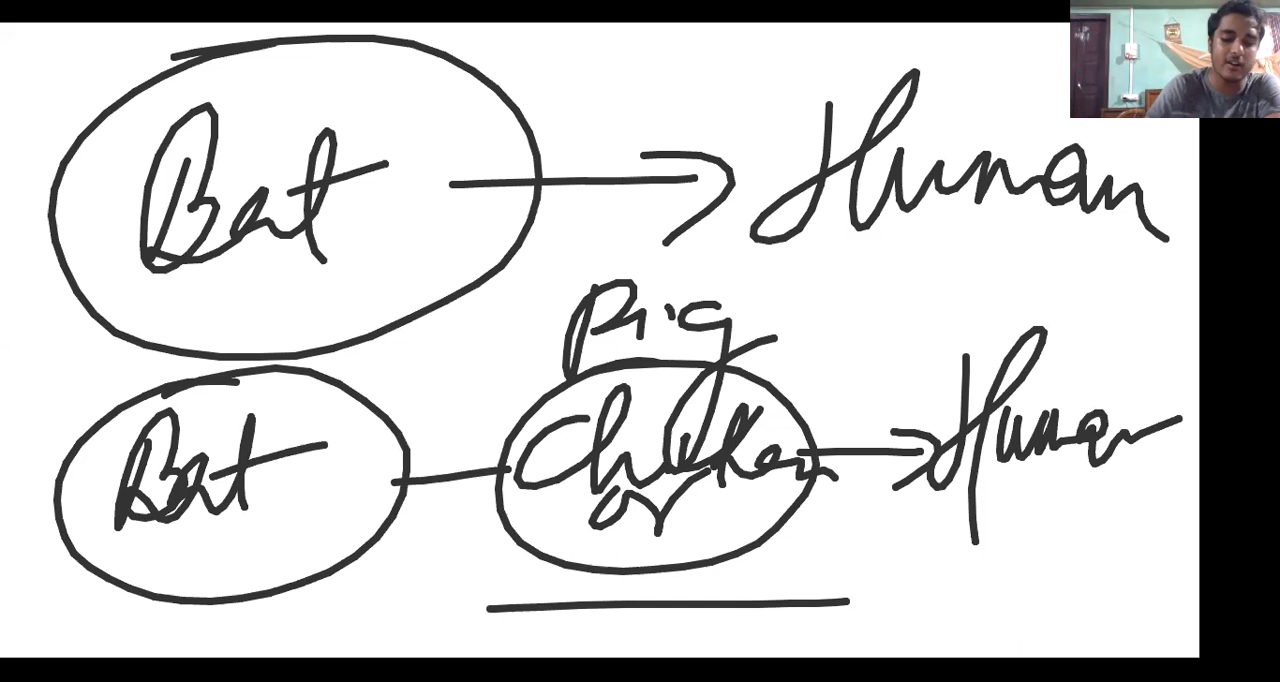 Bat → Human
Pig
Bat — Chicken → Human
or